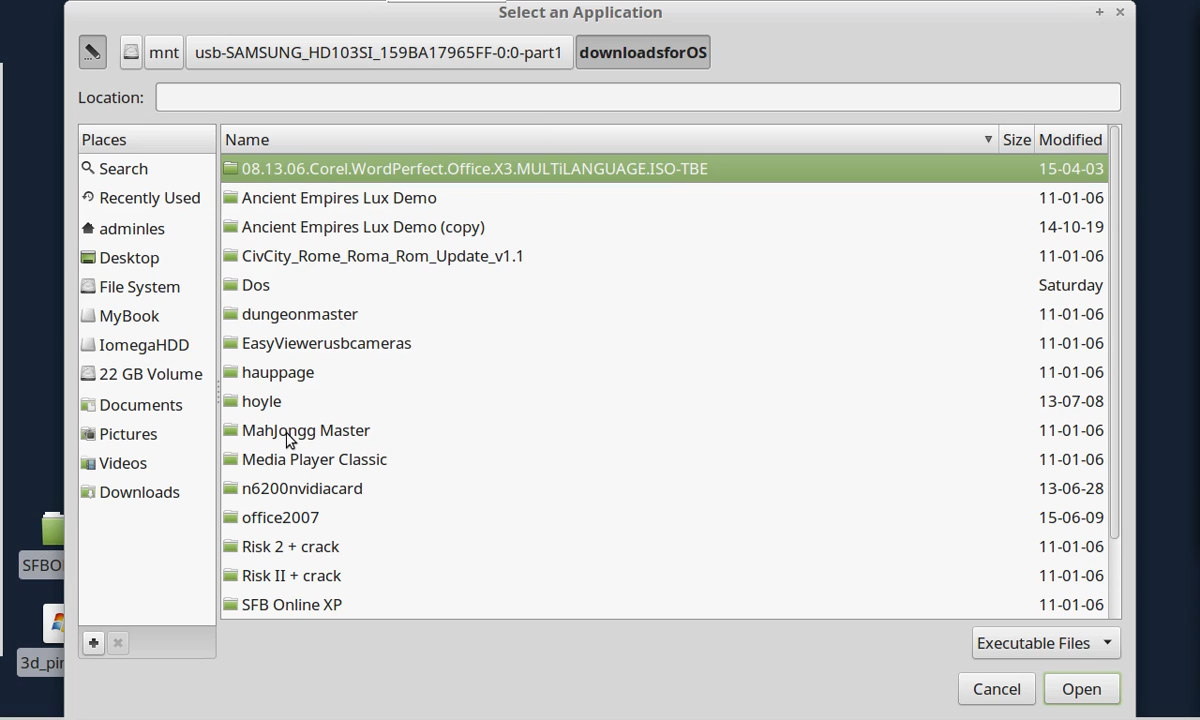 Select an Application
mnt usb-SAMSUNG_HD103SI_159BA17965FF-0:0-part1 downloadsforOS
Location:
Places
Search
Recently Used
adminles
Desktop
File System
MyBook
IomegaHDD
22 GB Volume
Documents
Pictures
Videos
Downloads
Name Size Modified
08.13.06.Corel.WordPerfect.Office.X3.MULTiLANGUAGE.ISO-TBE 15-04-03
Ancient Empires Lux Demo 11-01-06
Ancient Empires Lux Demo (copy) 14-10-19
CivCity_Rome_Roma_Rom_Update_v1.1 11-01-06
Dos Saturday
dungeonmaster 11-01-06
EasyViewerusbcameras 11-01-06
hauppage 11-01-06
hoyle 13-07-08
MahJongg Master 11-01-06
Media Player Classic 11-01-06
n6200nvidiacard 13-06-28
office2007 15-06-09
Risk 2 + crack 11-01-06
Risk II + crack 11-01-06
SFB Online XP 11-01-06
Executable Files
Cancel Open
SFBO
3d_pi